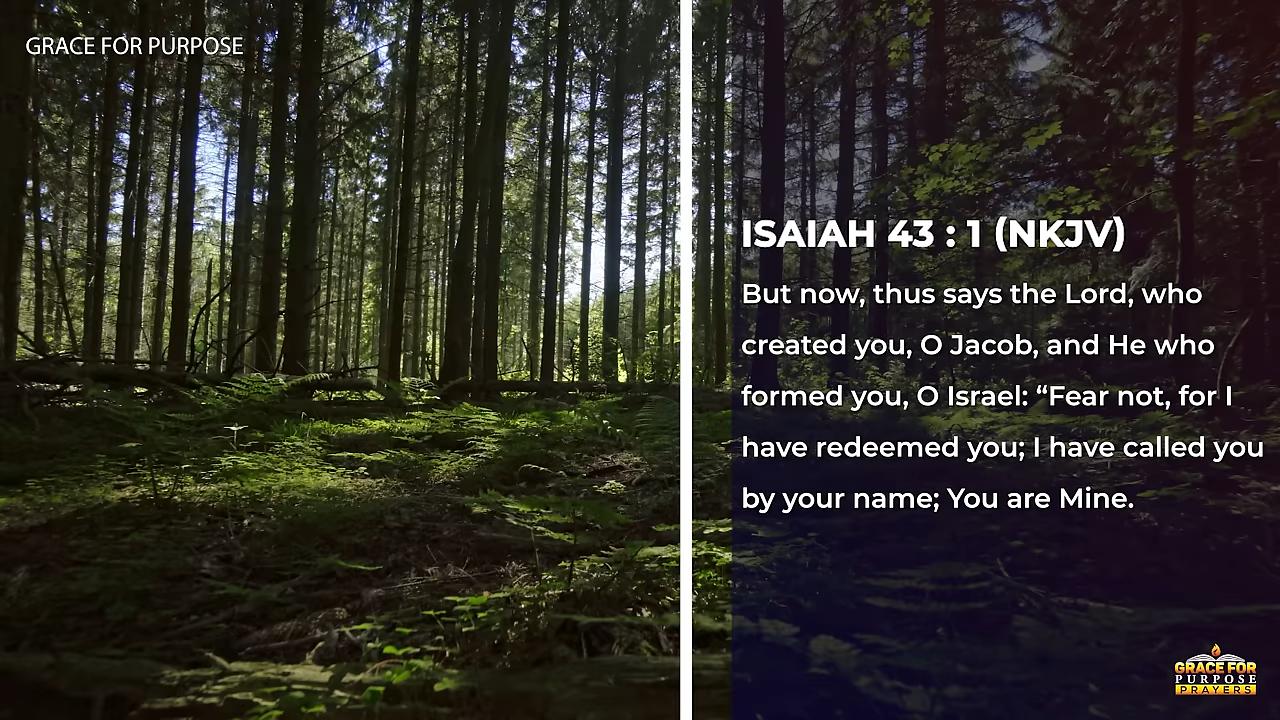 GRACE FOR PURPOSE
ISAIAH 43 : 1 (NKJV)
But now, thus says the Lord, who
created you, O Jacob, and He who
formed you, O Israel: “Fear not, for I
have redeemed you; I have called you
by your name; You are Mine.
GRACE FOR
PURPOSE
PRAYERS